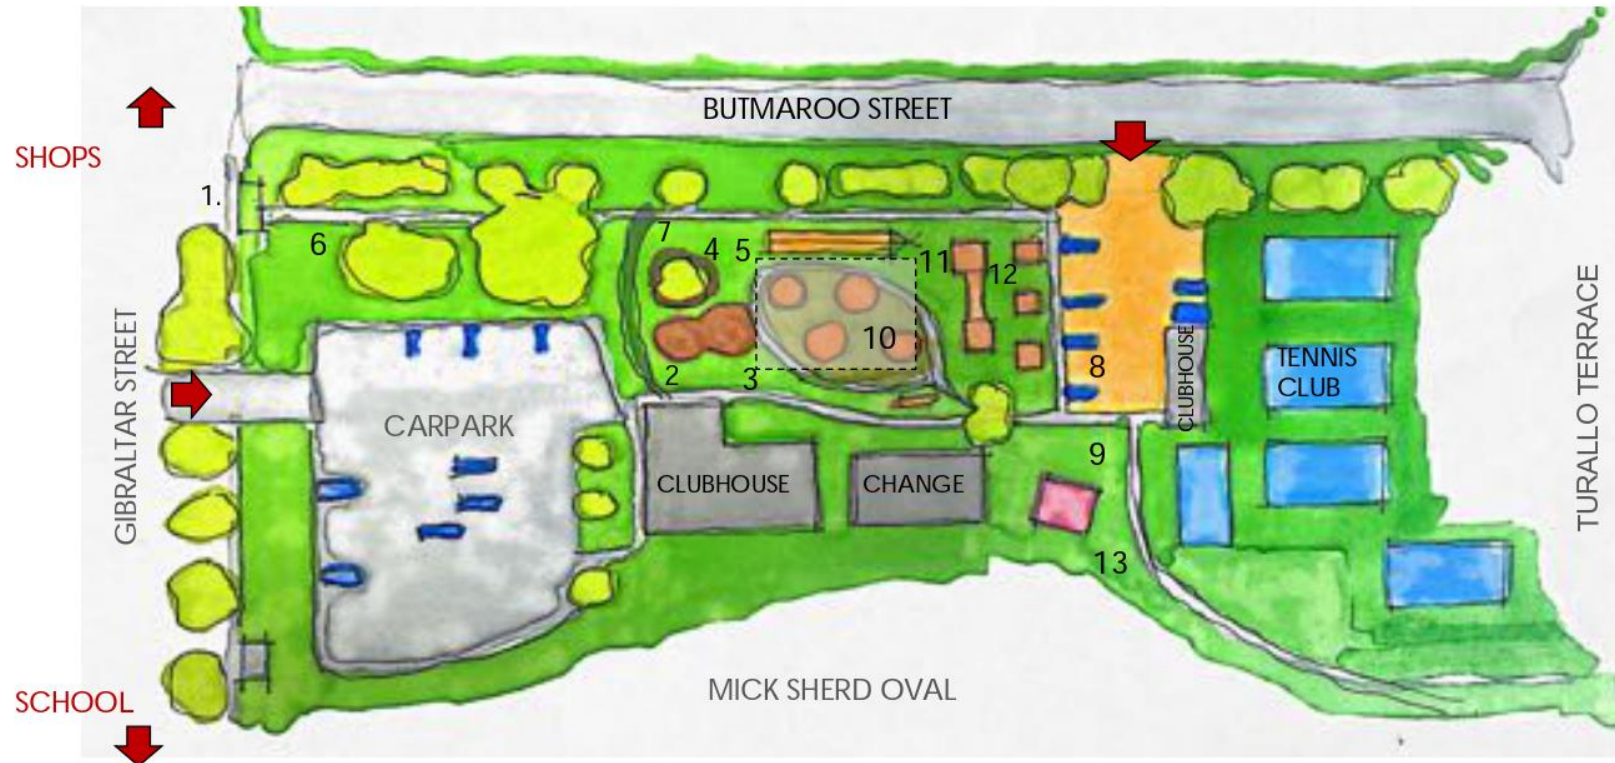 BUTMAROO STREET
SHOPS
1.
6
7
4
5
11
12
GIBRALTAR STREET
2
3
10
8
CLUBHOUSE
TENNIS
CLUB
TURALLO TERRACE
CARPARK
9
CLUBHOUSE
CHANGE
13
MICK SHERD OVAL
SCHOOL